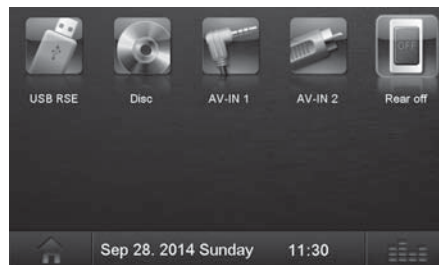 OFF
USB RSE Disc AV-IN 1 AV-IN 2 Rear off
Sep 28. 2014 Sunday 11:30